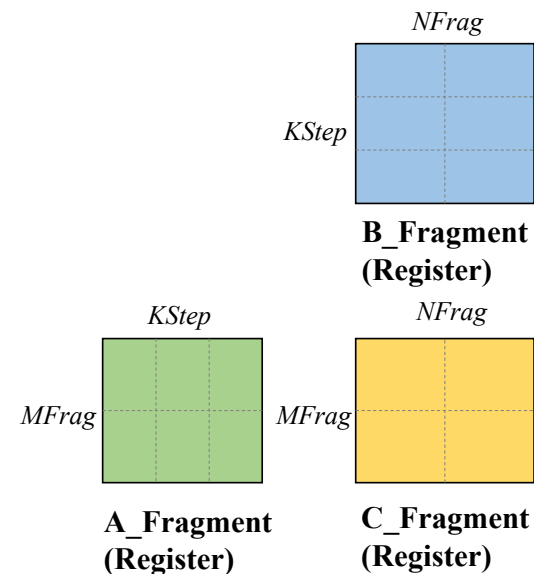 NFrag
KStep
B_Fragment
(Register)
KStep
NFrag
MFrag
MFrag
A_Fragment
(Register)
C_Fragment
(Register)